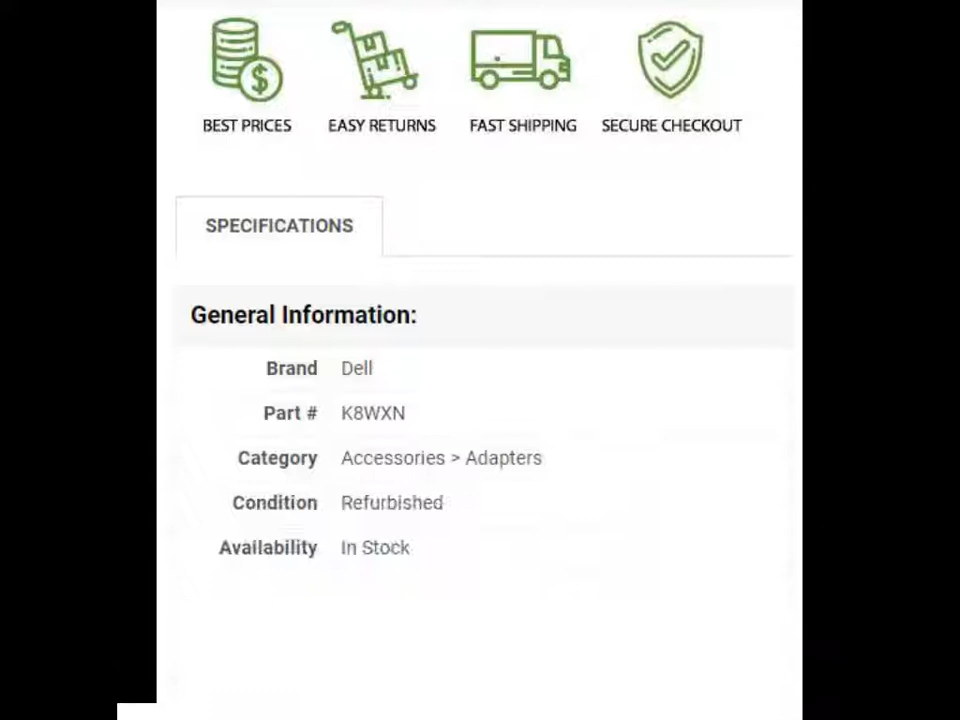 BEST PRICES EASY RETURNS FAST SHIPPING SECURE CHECKOUT
SPECIFICATIONS
General Information:
Brand Dell
Part # K8WXN
Category Accessories > Adapters
Condition Refurbished
Availability In Stock